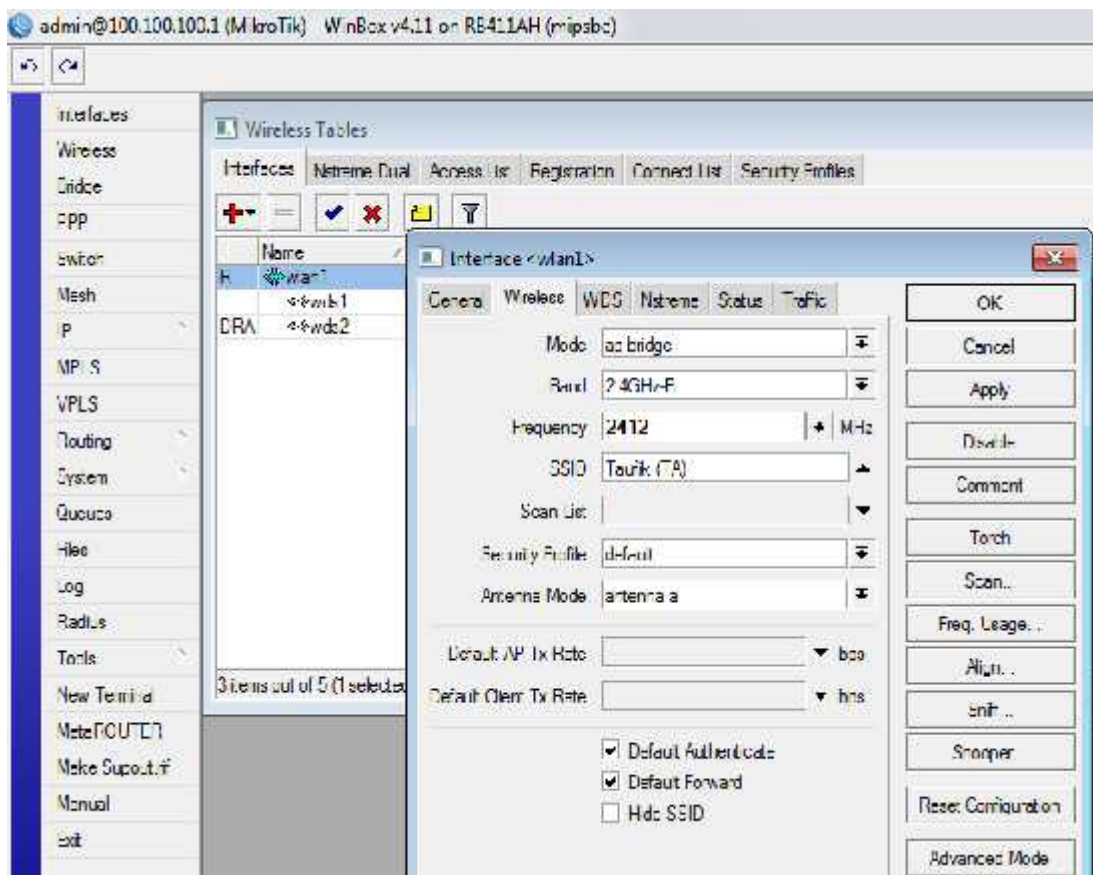 admin@100.100.100.1 (MikroTik) WinBox v4.11 on RB411AH (mipsbe)
Interfaces
Wireless
Bridge
PPP
Switch
Mesh
IP
MPLS
VPLS
Routing
System
Queues
Files
Log
Radius
Tools
New Terminal
MetaROUTER
Make Supout.rif
Manual
Exit
Wireless Tables
Interfaces Nstreme Dual Access List Registration Connect List Security Profiles
Name
R wlan1
wds1
DRA wds2
3 items out of 5 (1 selected
Interface <wlan1>
General Wireless WDS Nstreme Status Traffic
Mode ap bridge
Band 2.4GHz-B
Frequency 2412 MHz
SSID Taufik (TA)
Scan List
Security Profile default
Antenna Mode antenna a
Default AP Tx Rate bps
Default Client Tx Rate bps
Default Authenticate
Default Forward
Hide SSID
OK
Cancel
Apply
Disable
Comment
Torch
Scan...
Freq. Usage...
Align...
Sniff...
Snooper
Reset Configuration
Advanced Mode